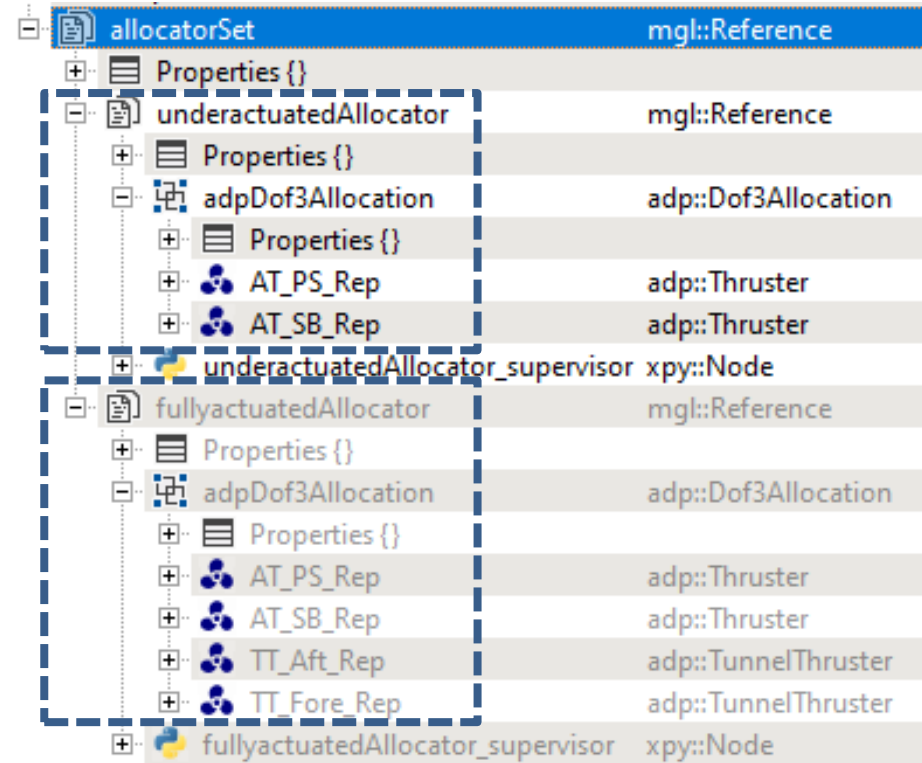 allocatorSet mgl::Reference
Properties {}
underactuatedAllocator mgl::Reference
Properties {}
adpDof3Allocation adp::Dof3Allocation
Properties {}
AT_PS_Rep adp::Thruster
AT_SB_Rep adp::Thruster
underactuatedAllocator_supervisor xpy::Node
fullyactuatedAllocator mgl::Reference
Properties {}
adpDof3Allocation adp::Dof3Allocation
Properties {}
AT_PS_Rep adp::Thruster
AT_SB_Rep adp::Thruster
TT_Aft_Rep adp::TunnelThruster
TT_Fore_Rep adp::TunnelThruster
fullyactuatedAllocator_supervisor xpy::Node